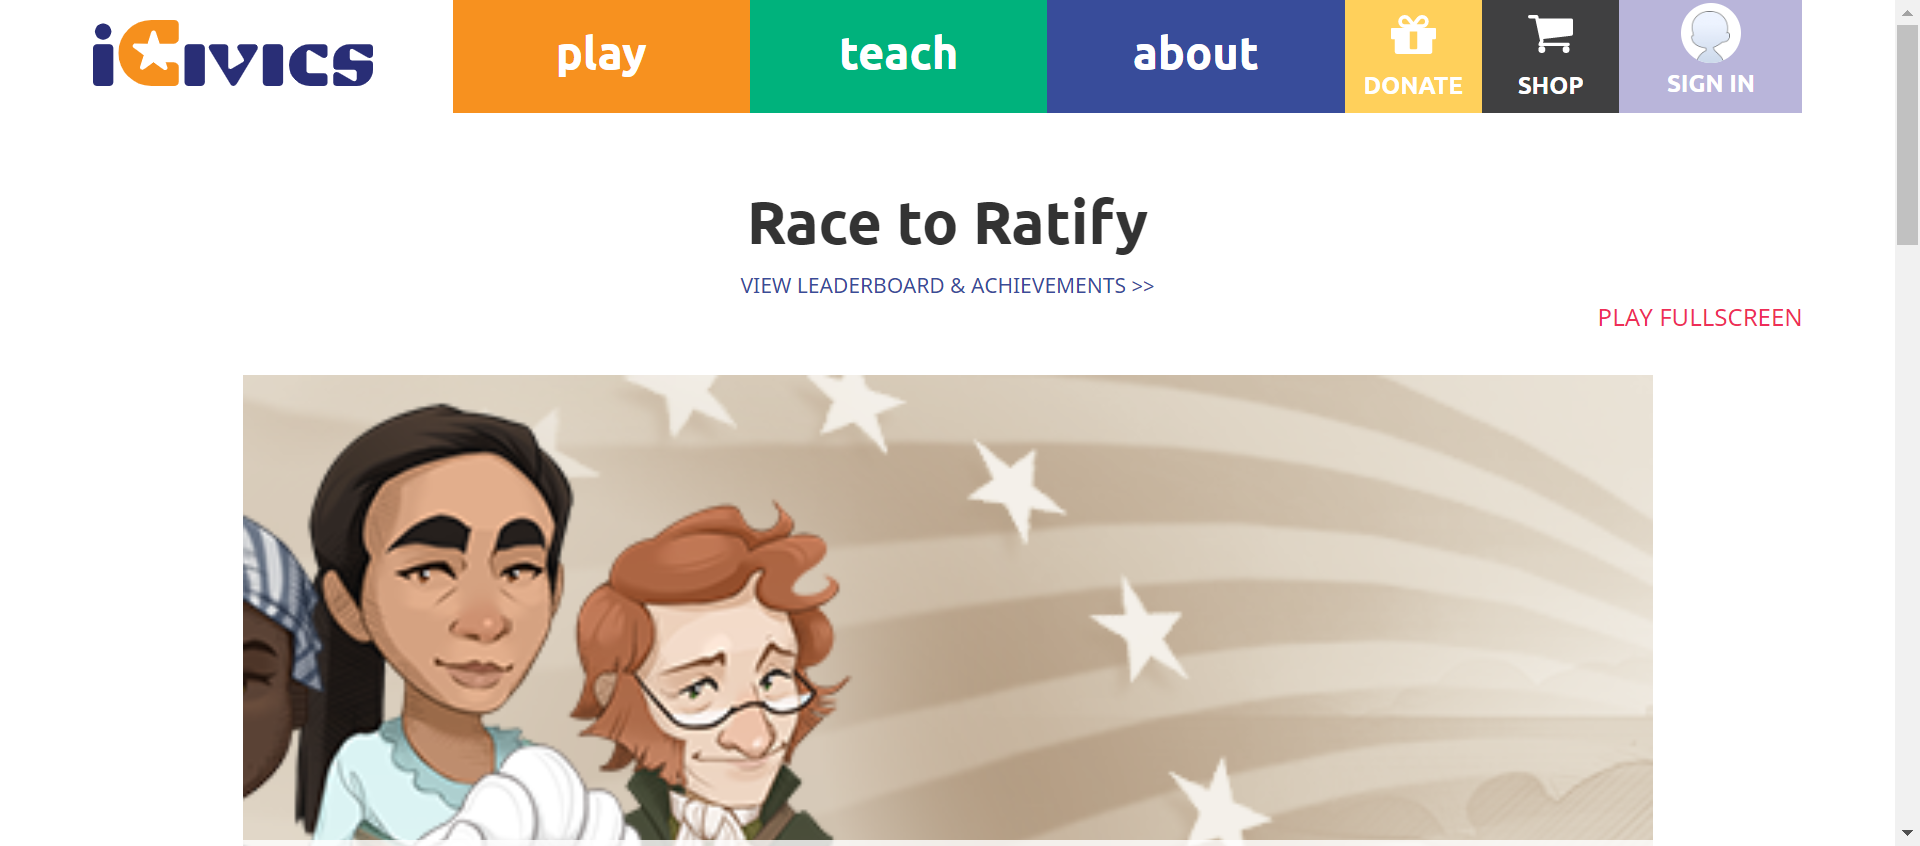 iCivics
play
teach
about
DONATE
SHOP
SIGN IN
Race to Ratify
VIEW LEADERBOARD & ACHIEVEMENTS >>
PLAY FULLSCREEN